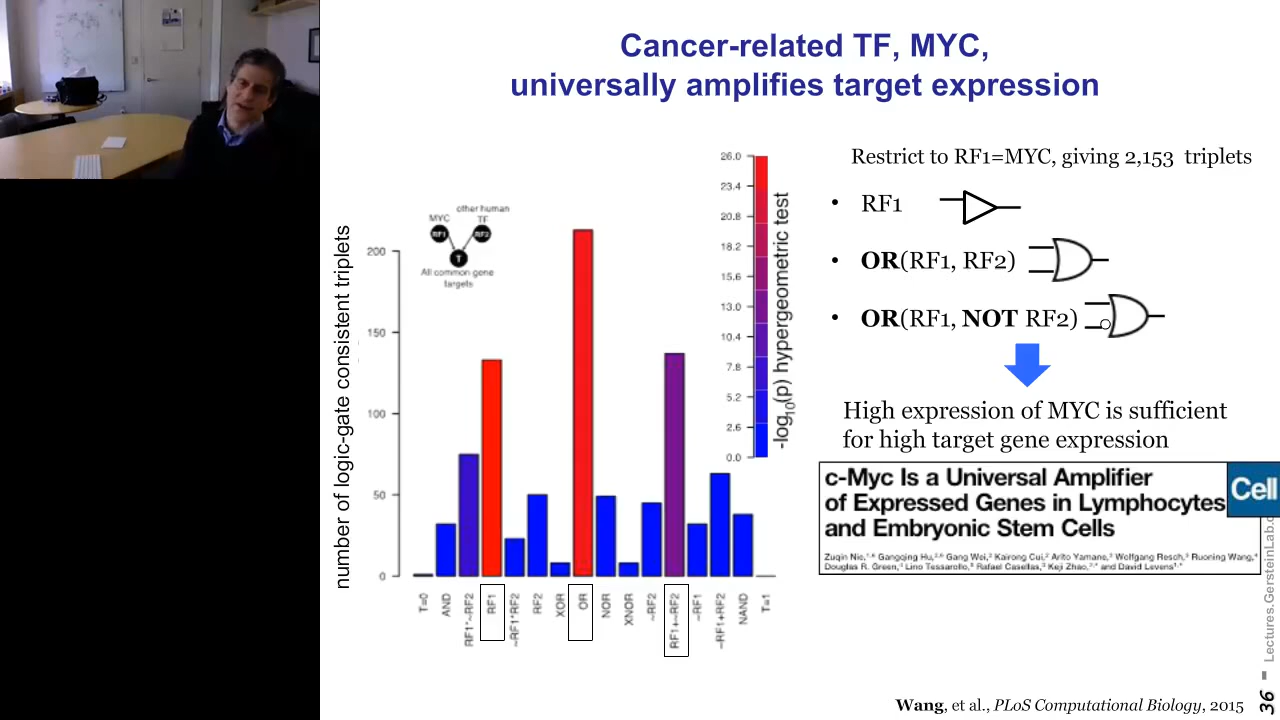 Cancer-related TF, MYC,
universally amplifies target expression
number of logic-gate consistent triplets
200
150
100
50
0
MYC
other human
TF
RF1
RF2
T
All common gene
targets
T=0
AND
RF1*~RF2
RF1
~RF1*RF2
RF2
XOR
OR
NOR
XNOR
~RF2
RF1+~RF2
~RF1
~RF1+RF2
NAND
T=1
26.0
23.4
20.8
18.2
15.6
13.0
10.4
7.8
5.2
2.6
0.0
-log10(p) hypergeometric test
Restrict to RF1=MYC, giving 2,153 triplets
• RF1
• OR(RF1, RF2)
• OR(RF1, NOT RF2)
High expression of MYC is sufficient
for high target gene expression
c-Myc Is a Universal Amplifier
of Expressed Genes in Lymphocytes
and Embryonic Stem Cells
Cell
Zuqin Nie, Gangqing Hu, Gang Wei, Kairong Cui, Arito Yamane, Wolfgang Resch, Ruoning Wang,
Douglas R. Green, Lino Tessarollo, Rafael Casellas, Keji Zhao, and David Levens
Wang, et al., PLoS Computational Biology, 2015
Lectures.GersteinLab.o
36